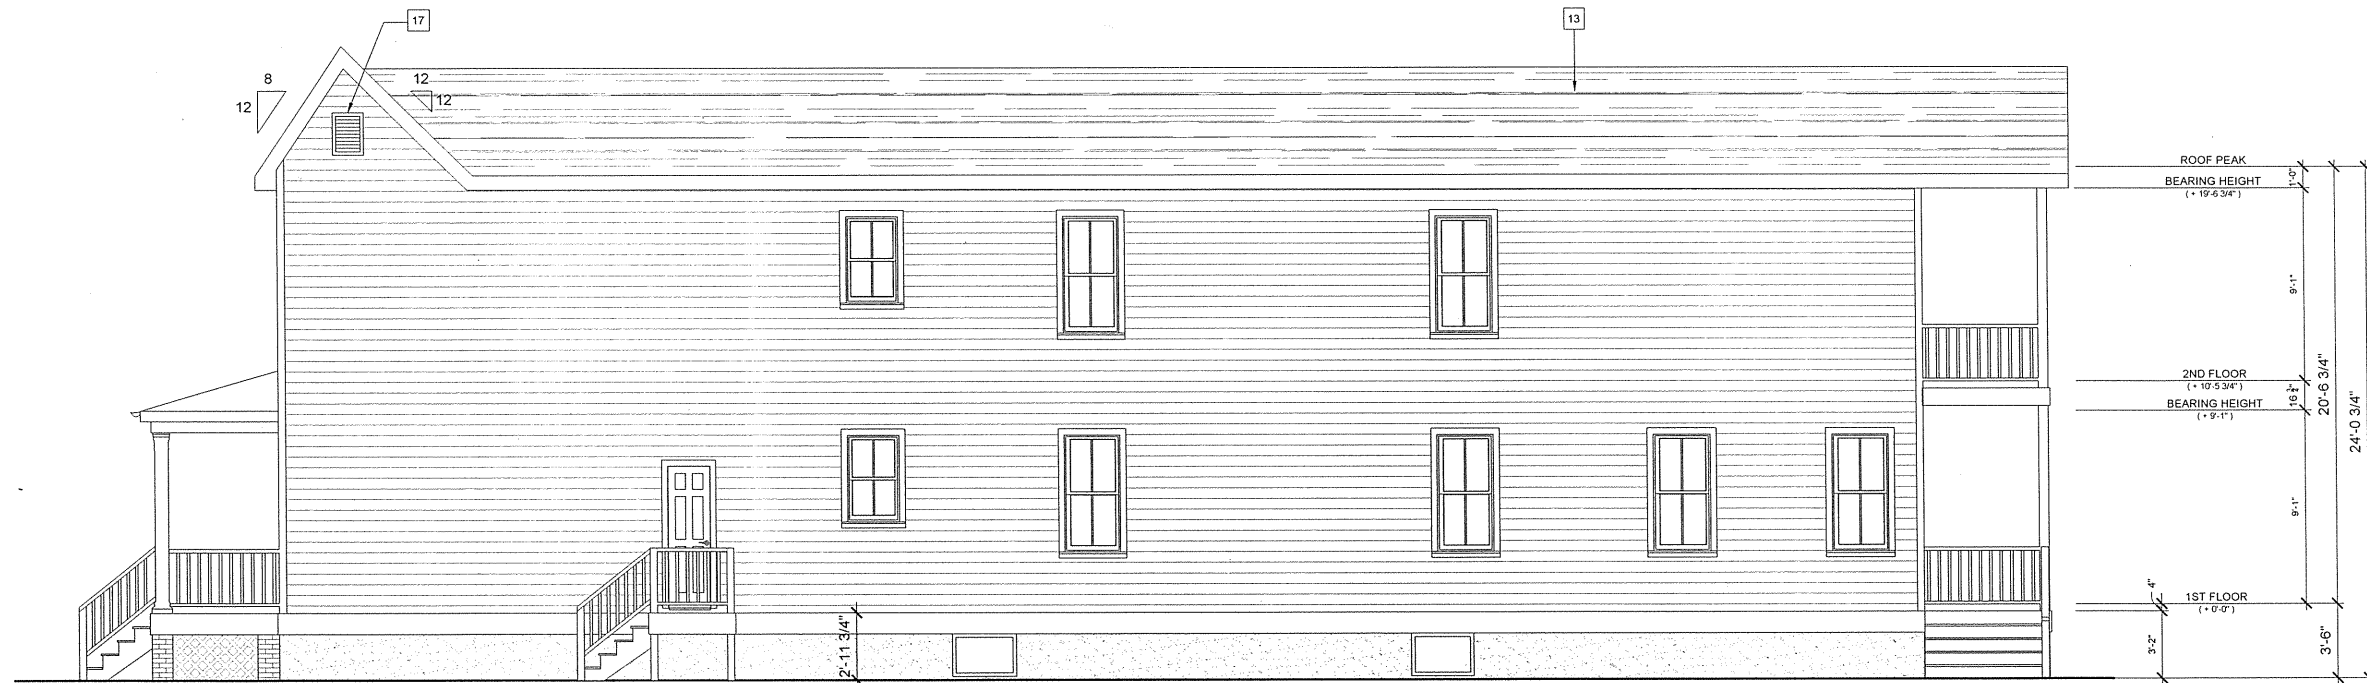 17
13
8
12
12
12
ROOF PEAK
1'-0"
BEARING HEIGHT
( + 19'-6 3/4" )
9'-1"
2ND FLOOR
( + 10'-5 3/4" )
16 3/4"
BEARING HEIGHT
( + 9'-1" )
20'-6 3/4"
24'-0 3/4"
9'-1"
4"
1ST FLOOR
( + 0'-0" )
2'-11 3/4"
3'-2"
3'-6"